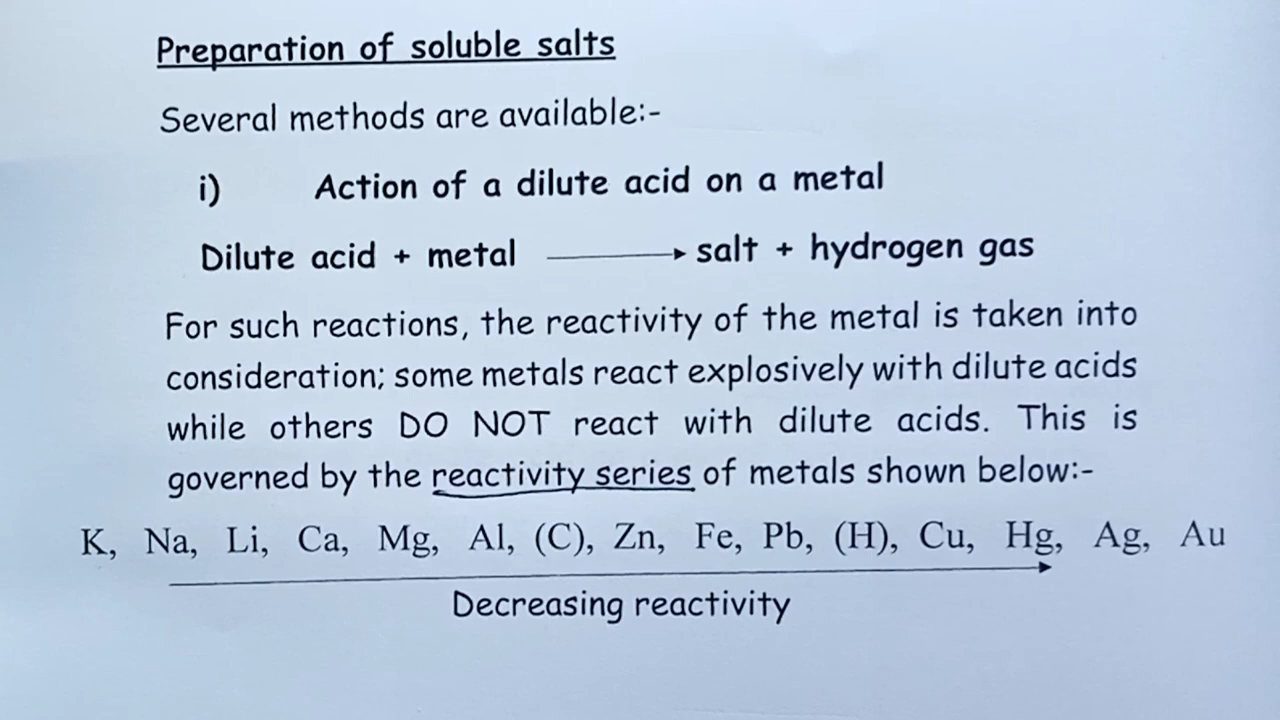 Preparation of soluble salts
Several methods are available:-
i) Action of a dilute acid on a metal
Dilute acid + metal ⟶ salt + hydrogen gas
For such reactions, the reactivity of the metal is taken into
consideration; some metals react explosively with dilute acids
while others DO NOT react with dilute acids. This is
governed by the reactivity series of metals shown below:-
K, Na, Li, Ca, Mg, Al, (C), Zn, Fe, Pb, (H), Cu, Hg, Ag, Au
Decreasing reactivity